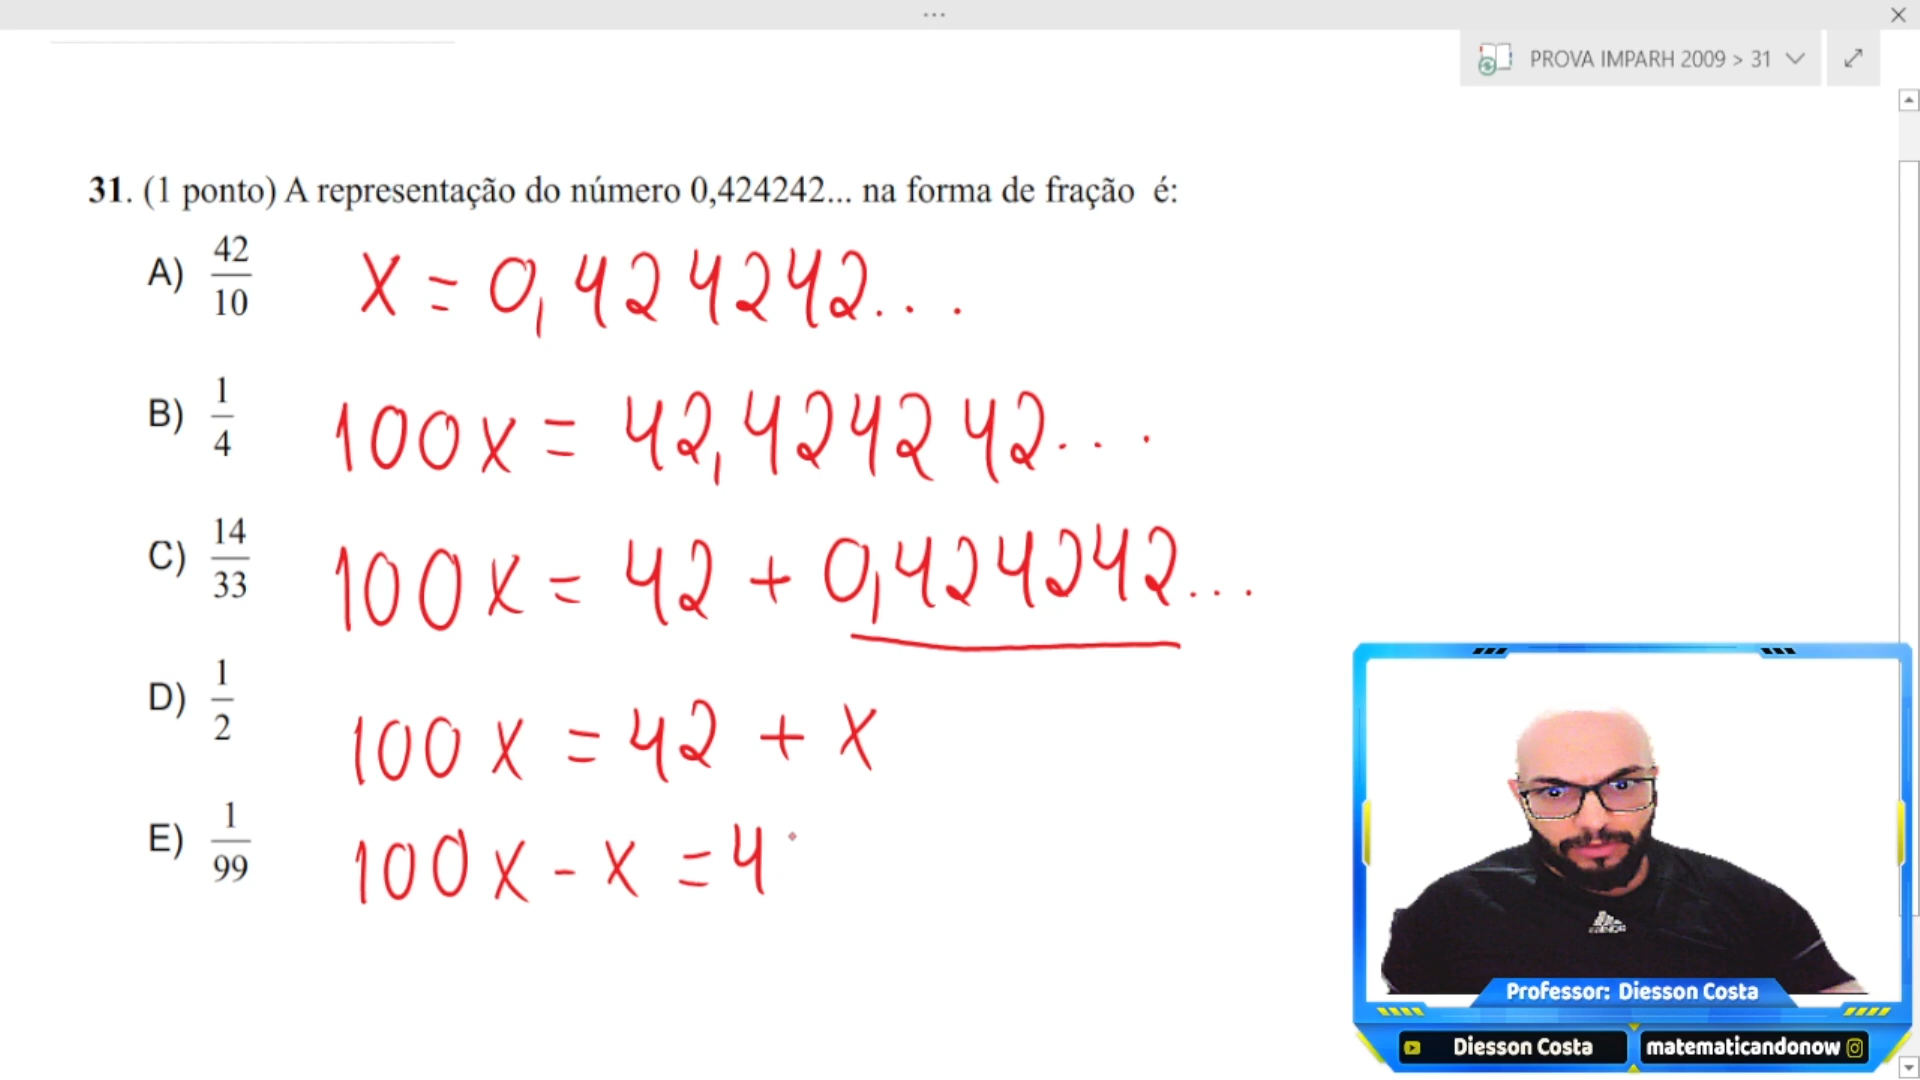 ...
PROVA IMPARH 2009 > 31
31. (1 ponto) A representação do número 0,424242... na forma de fração é:
A) 42/10
x = 0,424242...
B) 1/4
100x = 42,424242...
C) 14/33
100x = 42 + 0,424242...
D) 1/2
100x = 42 + x
E) 1/99
100x - x = 4
Professor: Diesson Costa
Diesson Costa
matematicandonow